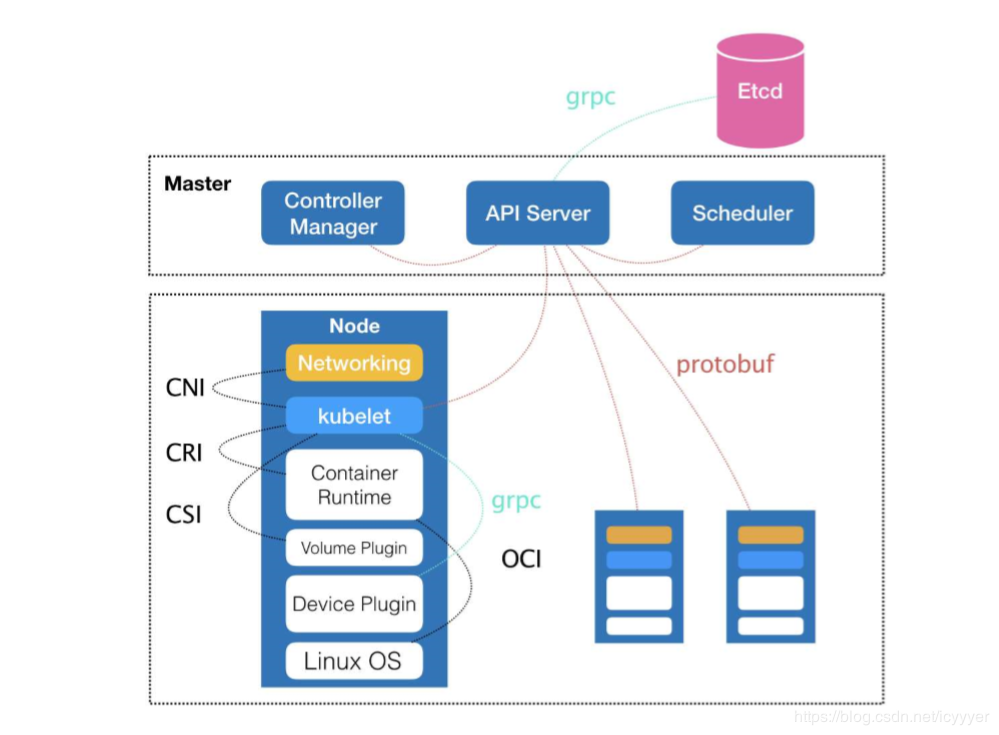 Etcd
grpc
Master
Controller
Manager
API Server
Scheduler
Node
Networking
protobuf
CNI
kubelet
CRI
Container
Runtime
CSI
grpc
Volume Plugin
OCI
Device Plugin
Linux OS
https://blog.csdn.net/icyyyer